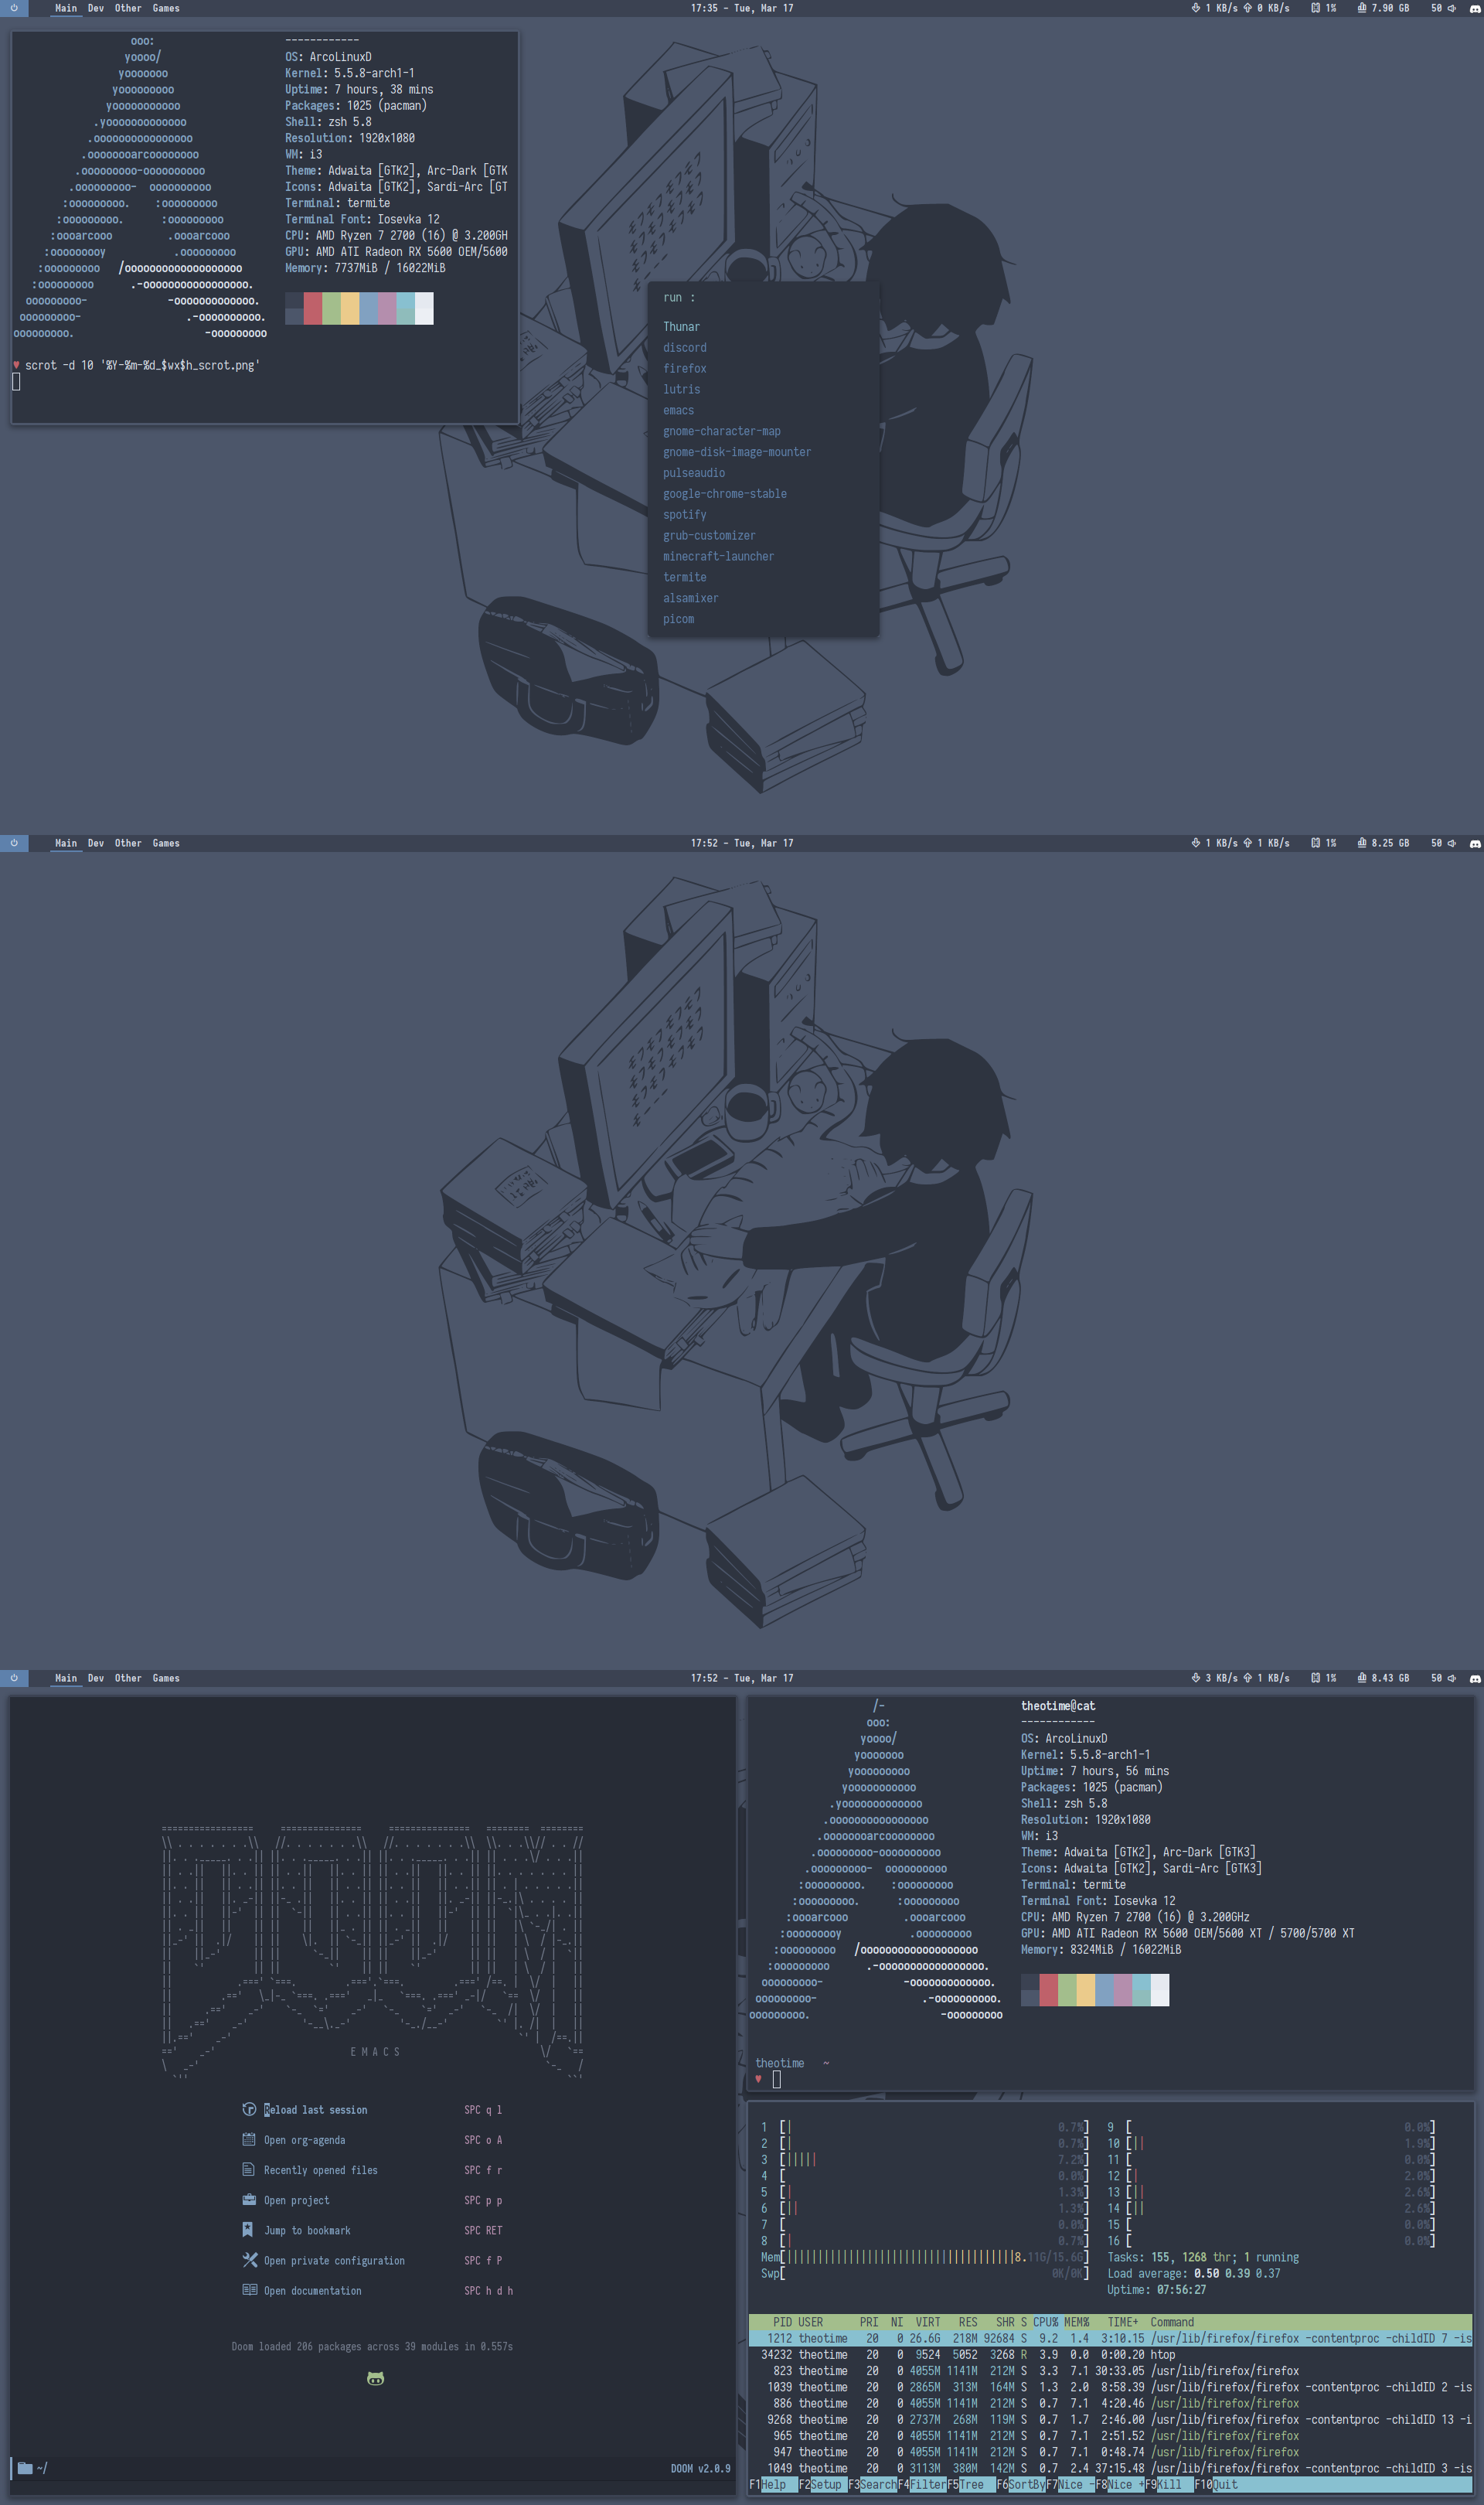 Main Dev Other Games
17:35 - Tue, Mar 17
1 KB/s 0 KB/s 1% 7.90 GB 50
------------
OS: ArcoLinuxD
Kernel: 5.5.8-arch1-1
Uptime: 7 hours, 38 mins
Packages: 1025 (pacman)
Shell: zsh 5.8
Resolution: 1920x1080
WM: i3
Theme: Adwaita [GTK2], Arc-Dark [GTK
Icons: Adwaita [GTK2], Sardi-Arc [GT
Terminal: termite
Terminal Font: Iosevka 12
CPU: AMD Ryzen 7 2700 (16) @ 3.200GH
GPU: AMD ATI Radeon RX 5600 OEM/5600
Memory: 7737MiB / 16022MiB
♥ scrot -d 10 '%Y-%m-%d_$wx$h_scrot.png'
run :
Thunar
discord
firefox
lutris
emacs
gnome-character-map
gnome-disk-image-mounter
pulseaudio
google-chrome-stable
spotify
grub-customizer
minecraft-launcher
termite
alsamixer
picom
Main Dev Other Games
17:52 - Tue, Mar 17
1 KB/s 1 KB/s 1% 8.25 GB 50
Main Dev Other Games
17:52 - Tue, Mar 17
3 KB/s 1 KB/s 1% 8.43 GB 50
E M A C S
Reload last session SPC q l
Open org-agenda SPC o A
Recently opened files SPC f r
Open project SPC p p
Jump to bookmark SPC RET
Open private configuration SPC f P
Open documentation SPC h d h
Doom loaded 206 packages across 39 modules in 0.557s
~/ DOOM v2.0.9
theotime@cat
------------
OS: ArcoLinuxD
Kernel: 5.5.8-arch1-1
Uptime: 7 hours, 56 mins
Packages: 1025 (pacman)
Shell: zsh 5.8
Resolution: 1920x1080
WM: i3
Theme: Adwaita [GTK2], Arc-Dark [GTK3]
Icons: Adwaita [GTK2], Sardi-Arc [GTK3]
Terminal: termite
Terminal Font: Iosevka 12
CPU: AMD Ryzen 7 2700 (16) @ 3.200GHz
GPU: AMD ATI Radeon RX 5600 OEM/5600 XT / 5700/5700 XT
Memory: 8324MiB / 16022MiB
theotime ~
♥
1 [| 0.7%] 9 [ 0.0%]
2 [| 0.7%] 10 [|| 1.9%]
3 [||||| 7.2%] 11 [ 0.0%]
4 [ 0.0%] 12 [| 2.0%]
5 [| 1.3%] 13 [|| 2.6%]
6 [|| 1.3%] 14 [|| 2.6%]
7 [ 0.0%] 15 [ 0.0%]
8 [| 0.7%] 16 [ 0.0%]
Mem[|||||||||||||||||||||||||||||||||||||8.11G/15.6G] Tasks: 155, 1268 thr; 1 running
Swp[ 0K/0K] Load average: 0.50 0.39 0.37
Uptime: 07:56:27
PID USER PRI NI VIRT RES SHR S CPU% MEM% TIME+ Command
1212 theotime 20 0 26.6G 218M 92684 S 9.2 1.4 3:10.15 /usr/lib/firefox/firefox -contentproc -childID 7 -is
34232 theotime 20 0 9524 5052 3268 R 3.9 0.0 0:00.20 htop
823 theotime 20 0 4055M 1141M 212M S 3.3 7.1 30:33.05 /usr/lib/firefox/firefox
1039 theotime 20 0 2865M 313M 164M S 1.3 2.0 8:58.39 /usr/lib/firefox/firefox -contentproc -childID 2 -is
886 theotime 20 0 4055M 1141M 212M S 0.7 7.1 4:20.46 /usr/lib/firefox/firefox
9268 theotime 20 0 2737M 268M 119M S 0.7 1.7 2:46.00 /usr/lib/firefox/firefox -contentproc -childID 13 -i
965 theotime 20 0 4055M 1141M 212M S 0.7 7.1 2:51.52 /usr/lib/firefox/firefox
947 theotime 20 0 4055M 1141M 212M S 0.7 7.1 0:48.74 /usr/lib/firefox/firefox
1049 theotime 20 0 3113M 380M 142M S 0.7 2.4 37:15.48 /usr/lib/firefox/firefox -contentproc -childID 3 -is
F1Help F2Setup F3SearchF4FilterF5Tree F6SortByF7Nice -F8Nice +F9Kill F10Quit